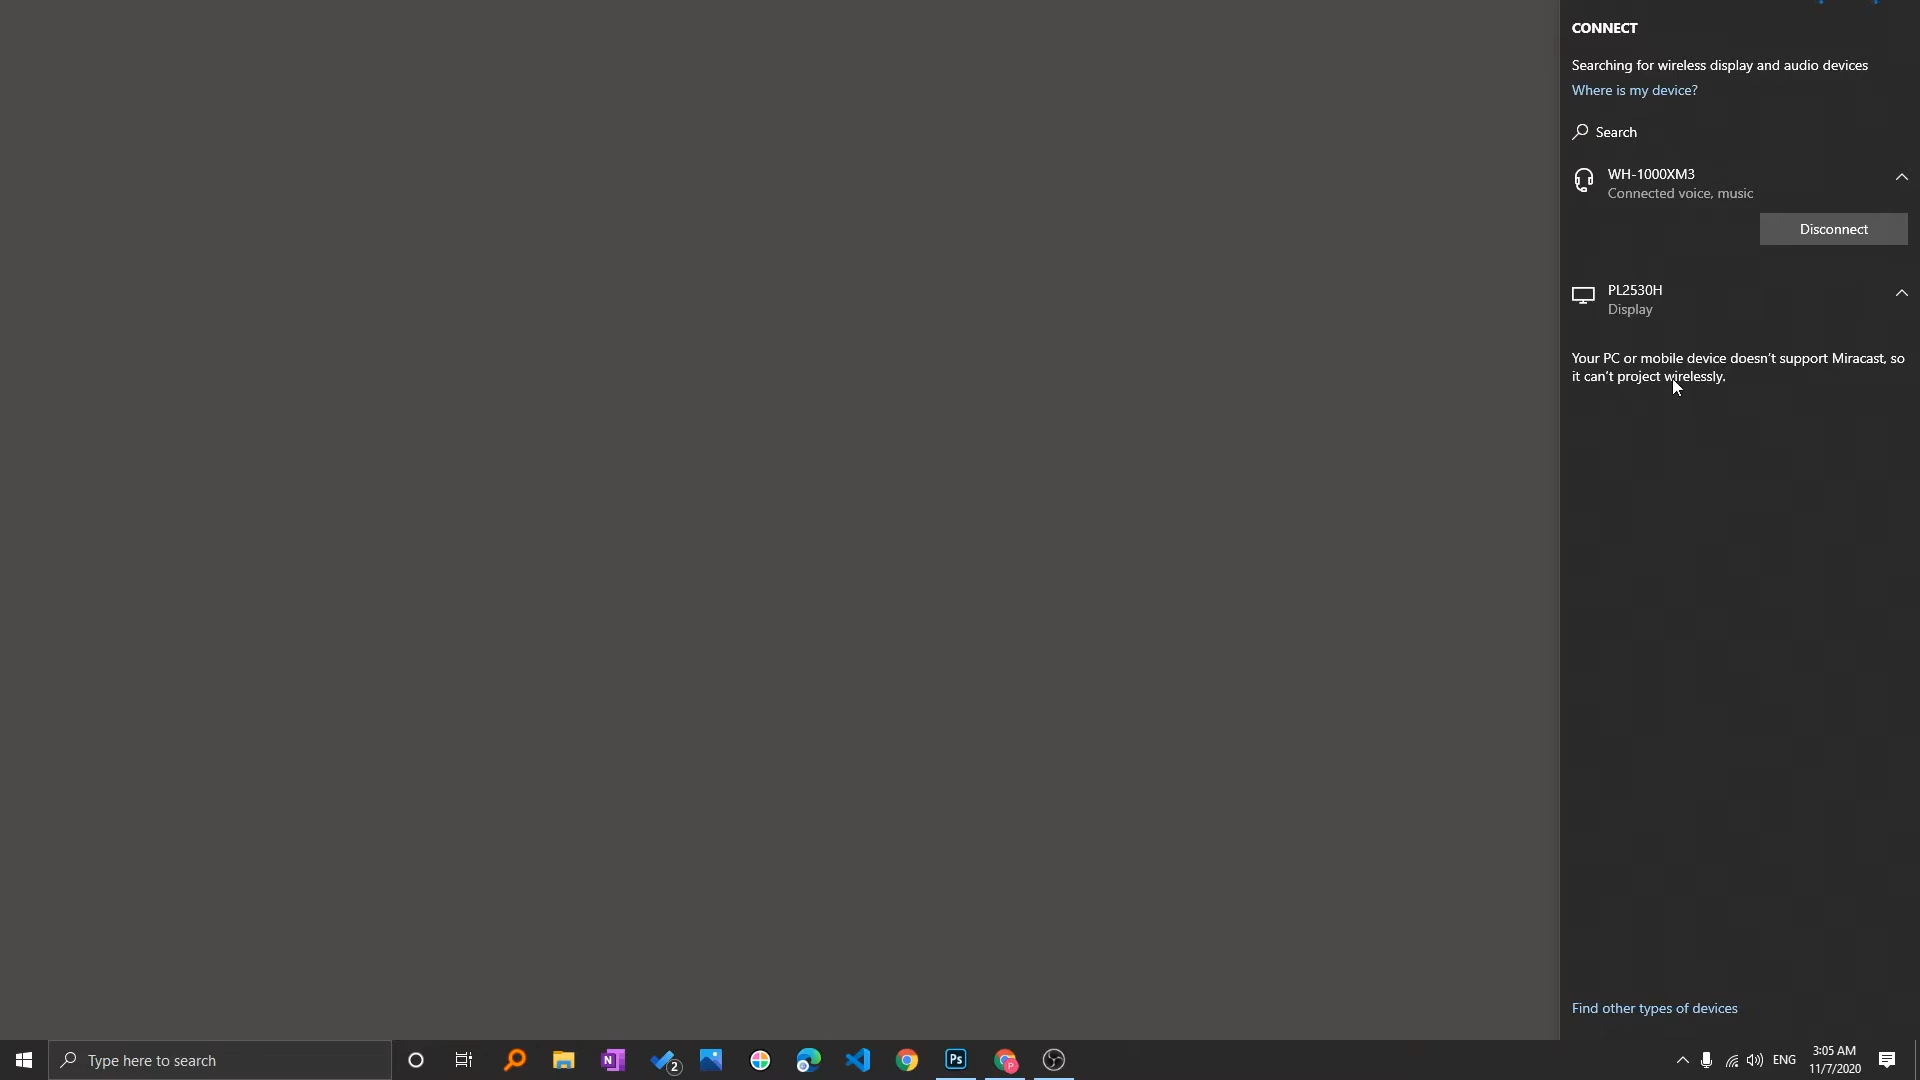 CONNECT
Searching for wireless display and audio devices
Where is my device?
Search
WH-1000XM3
Connected voice, music
Disconnect
PL2530H
Display
Your PC or mobile device doesn't support Miracast, so
it can't project wirelessly.
Find other types of devices
Type here to search
N
2
Ps
P
ENG
3:05 AM
11/7/2020